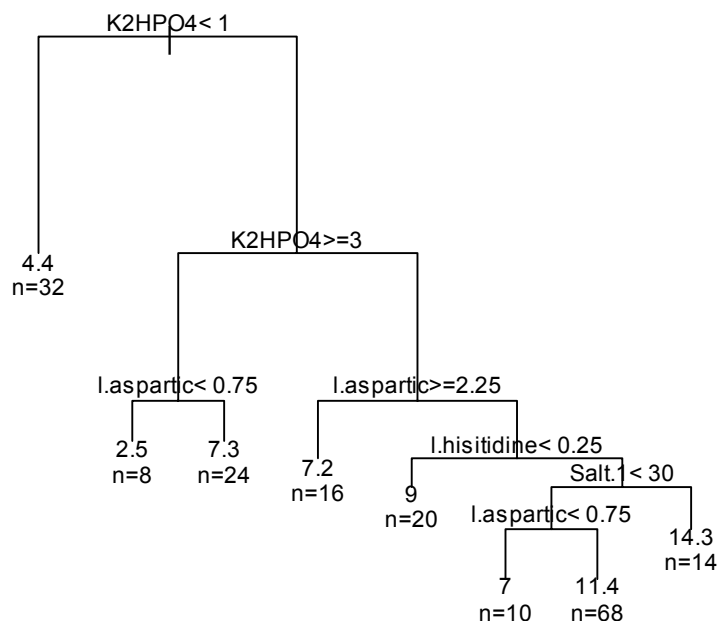 K2HPO4< 1
K2HPO4>=3
4.4
n=32
l.aspartic< 0.75
l.aspartic>=2.25
2.5
n=8
7.3
n=24
7.2
n=16
l.hisitidine< 0.25
9
n=20
Salt.1< 30
l.aspartic< 0.75
14.3
n=14
7
n=10
11.4
n=68